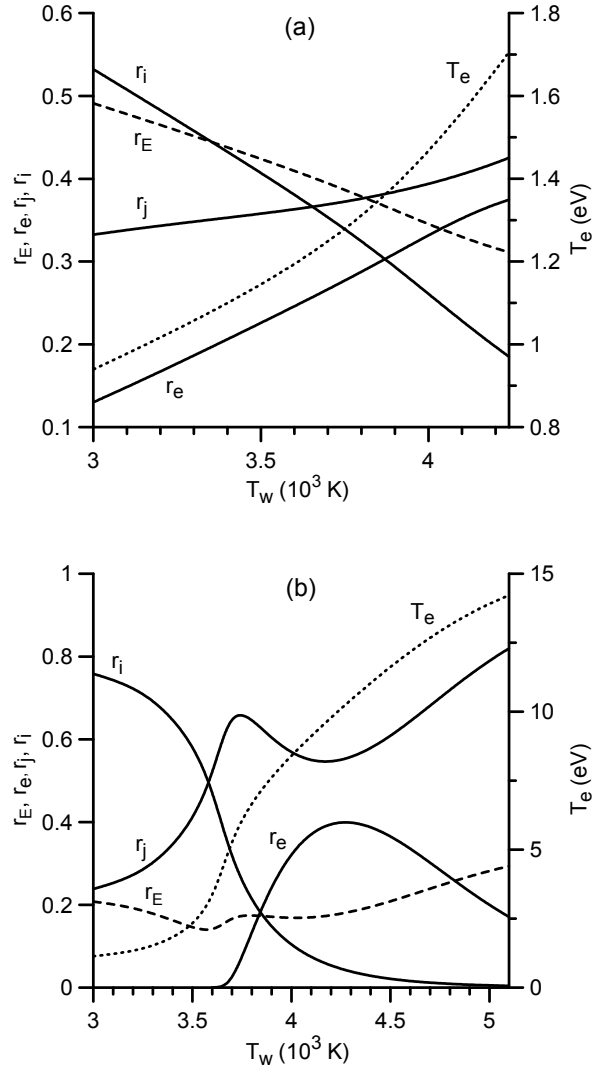 (a)
0.6
0.5
0.4
0.3
0.2
0.1
r_E, r_e, r_j, r_i
1.8
1.6
1.4
1.2
1
0.8
T_e (eV)
r_i
T_e
r_E
r_j
r_e
3
3.5
4
T_w (10^3 K)
(b)
1
0.8
0.6
0.4
0.2
0
r_E, r_e, r_j, r_i
15
10
5
0
T_e (eV)
r_i
T_e
r_j
r_e
r_E
3
3.5
4
4.5
5
T_w (10^3 K)